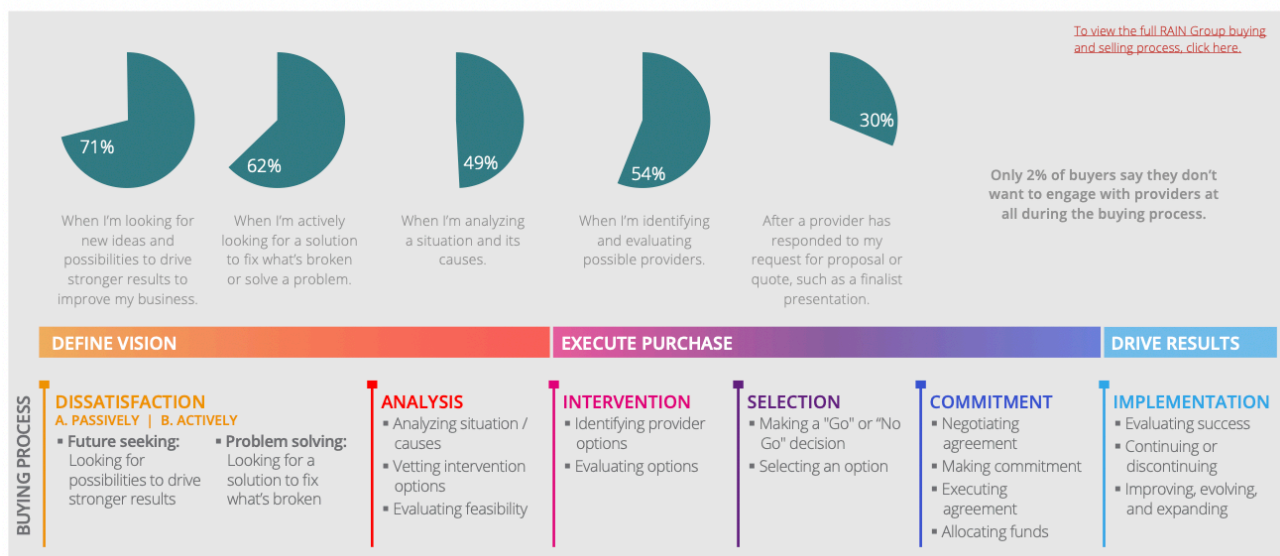 To view the full RAIN Group buying
and selling process, click here.
71%
62%
49%
54%
30%
When I'm looking for
new ideas and
possibilities to drive
stronger results to
improve my business.
When I'm actively
looking for a solution
to fix what's broken
or solve a problem.
When I'm analyzing
a situation and its
causes.
When I'm identifying
and evaluating
possible providers.
After a provider has
responded to my
request for proposal or
quote, such as a finalist
presentation.
Only 2% of buyers say they don't
want to engage with providers at
all during the buying process.
DEFINE VISION
EXECUTE PURCHASE
DRIVE RESULTS
BUYING PROCESS
DISSATISFACTION
A. PASSIVELY | B. ACTIVELY
▪ Future seeking:
Looking for
possibilities to drive
stronger results
▪ Problem solving:
Looking for a
solution to fix
what's broken
ANALYSIS
▪ Analyzing situation /
causes
▪ Vetting intervention
options
▪ Evaluating feasibility
INTERVENTION
▪ Identifying provider
options
▪ Evaluating options
SELECTION
▪ Making a "Go" or “No
Go" decision
▪ Selecting an option
COMMITMENT
▪ Negotiating
agreement
▪ Making commitment
▪ Executing
agreement
▪ Allocating funds
IMPLEMENTATION
▪ Evaluating success
▪ Continuing or
discontinuing
▪ Improving, evolving,
and expanding